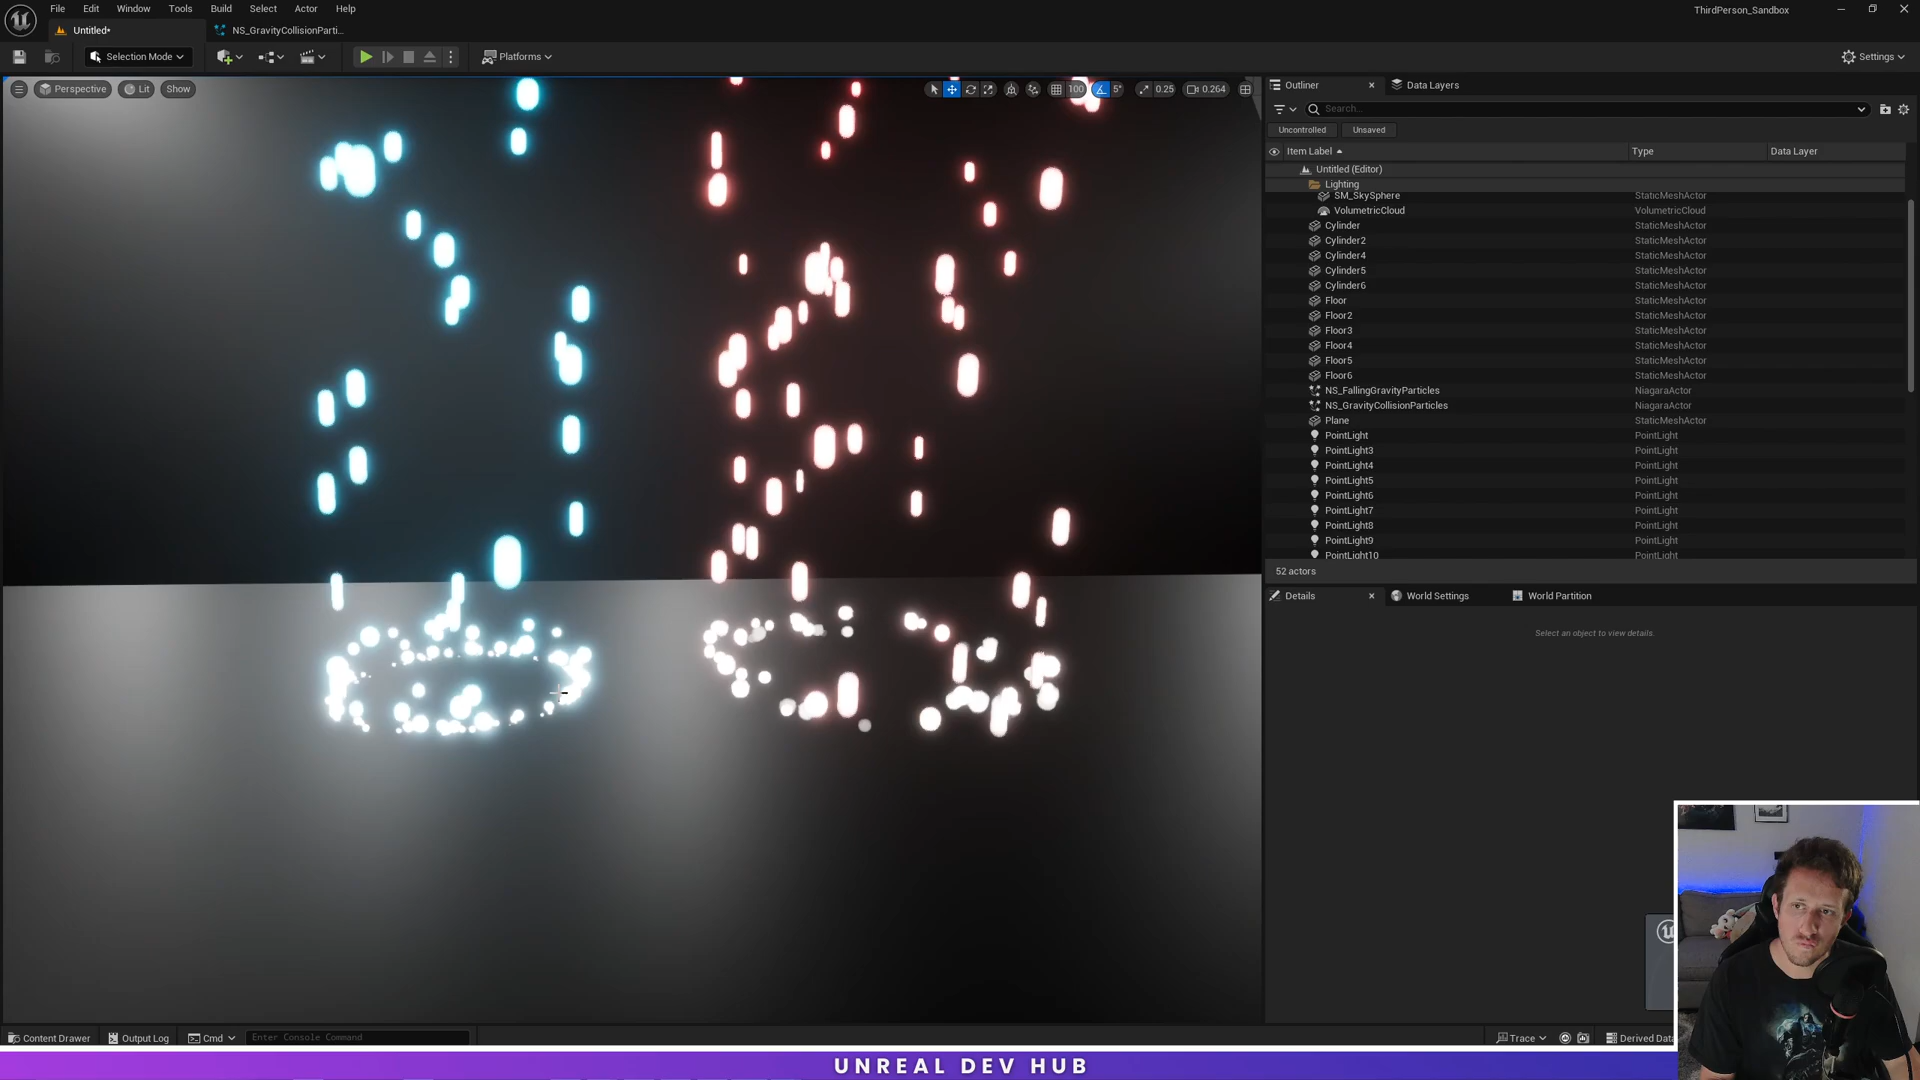 File Edit Window Tools Build Select Actor Help
ThirdPerson_Sandbox
Untitled* NS_GravityCollisionParti...
Selection Mode Platforms Settings
Perspective Lit Show 100 5° 0.25 0.264
Outliner Data Layers
Search...
Uncontrolled Unsaved
Item Label Type Data Layer
Untitled (Editor)
Lighting
SM_SkySphere StaticMeshActor
VolumetricCloud VolumetricCloud
Cylinder StaticMeshActor
Cylinder2 StaticMeshActor
Cylinder4 StaticMeshActor
Cylinder5 StaticMeshActor
Cylinder6 StaticMeshActor
Floor StaticMeshActor
Floor2 StaticMeshActor
Floor3 StaticMeshActor
Floor4 StaticMeshActor
Floor5 StaticMeshActor
Floor6 StaticMeshActor
NS_FallingGravityParticles NiagaraActor
NS_GravityCollisionParticles NiagaraActor
Plane StaticMeshActor
PointLight PointLight
PointLight3 PointLight
PointLight4 PointLight
PointLight5 PointLight
PointLight6 PointLight
PointLight7 PointLight
PointLight8 PointLight
PointLight9 PointLight
PointLight10 PointLight
52 actors
Details World Settings World Partition
Select an object to view details.
Content Drawer Output Log Cmd Enter Console Command Trace Derived Data
UNREAL DEV HUB